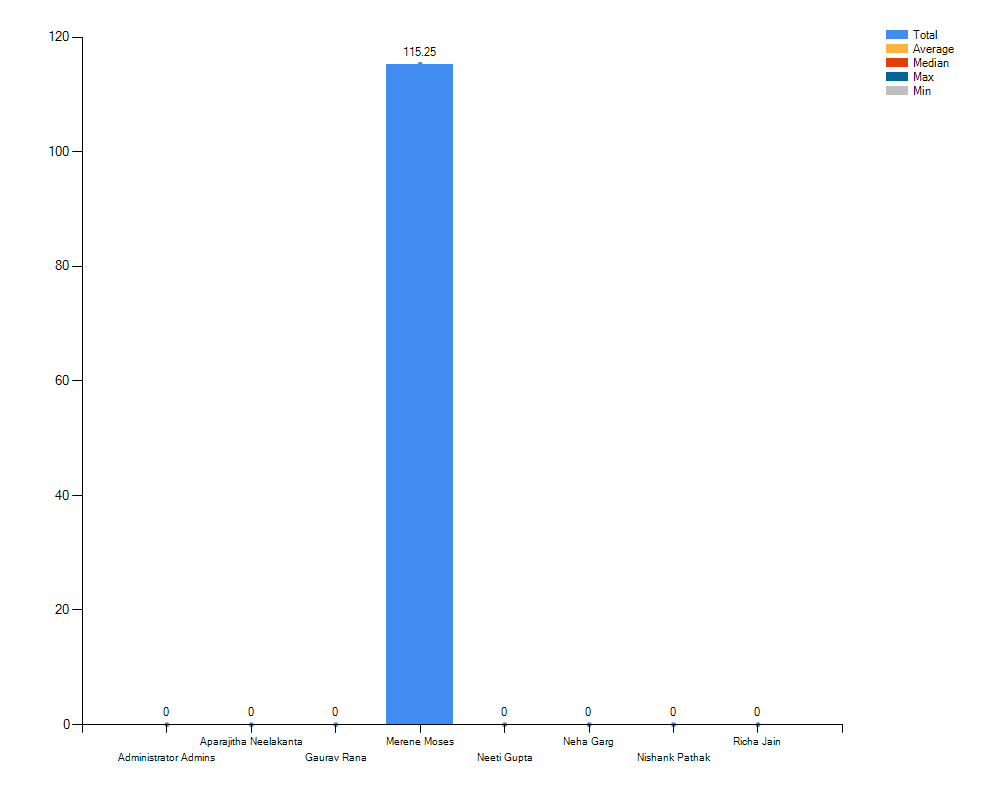 120
100
80
60
40
20
0
115.25
0
0
0
0
0
0
0
Administrator Admins
Aparajitha Neelakanta
Gaurav Rana
Merene Moses
Neeti Gupta
Neha Garg
Nishank Pathak
Richa Jain
Total
Average
Median
Max
Min